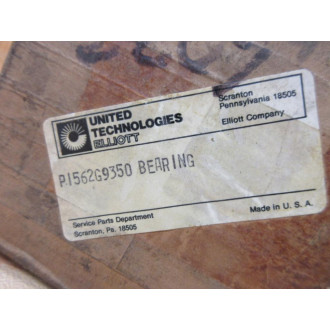 UNITED
TECHNOLOGIES
ELLIOTT
Scranton
Pennsylvania 18505
Elliott Company
P1562G9350 BEARING
Service Parts Department
Scranton, Pa. 18505
Made in U.S.A.